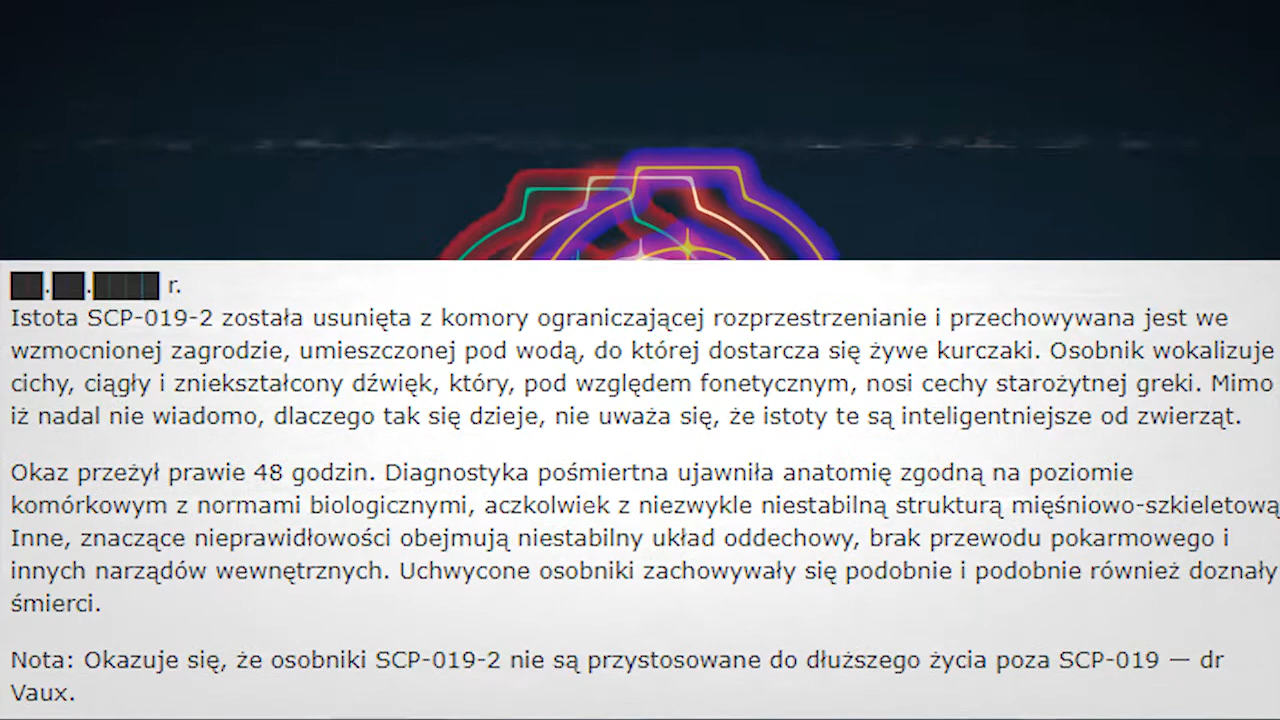 ██.██.████ r.
Istota SCP-019-2 została usunięta z komory ograniczającej rozprzestrzenianie i przechowywana jest we
wzmocnionej zagrodzie, umieszczonej pod wodą, do której dostarcza się żywe kurczaki. Osobnik wokalizuje
cichy, ciągły i zniekształcony dźwięk, który, pod względem fonetycznym, nosi cechy starożytnej greki. Mimo
iż nadal nie wiadomo, dlaczego tak się dzieje, nie uważa się, że istoty te są inteligentniejsze od zwierząt.
Okaz przeżył prawie 48 godzin. Diagnostyka pośmiertna ujawniła anatomię zgodną na poziomie
komórkowym z normami biologicznymi, aczkolwiek z niezwykle niestabilną strukturą mięśniowo-szkieletową
Inne, znaczące nieprawidłowości obejmują niestabilny układ oddechowy, brak przewodu pokarmowego i
innych narządów wewnętrznych. Uchwycone osobniki zachowywały się podobnie i podobnie również doznały
śmierci.
Nota: Okazuje się, że osobniki SCP-019-2 nie są przystosowane do dłuższego życia poza SCP-019 — dr
Vaux.